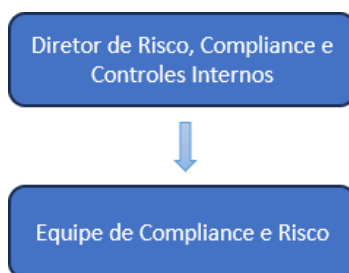 Diretor de Risco, Compliance e
Controles Internos
Equipe de Compliance e Risco